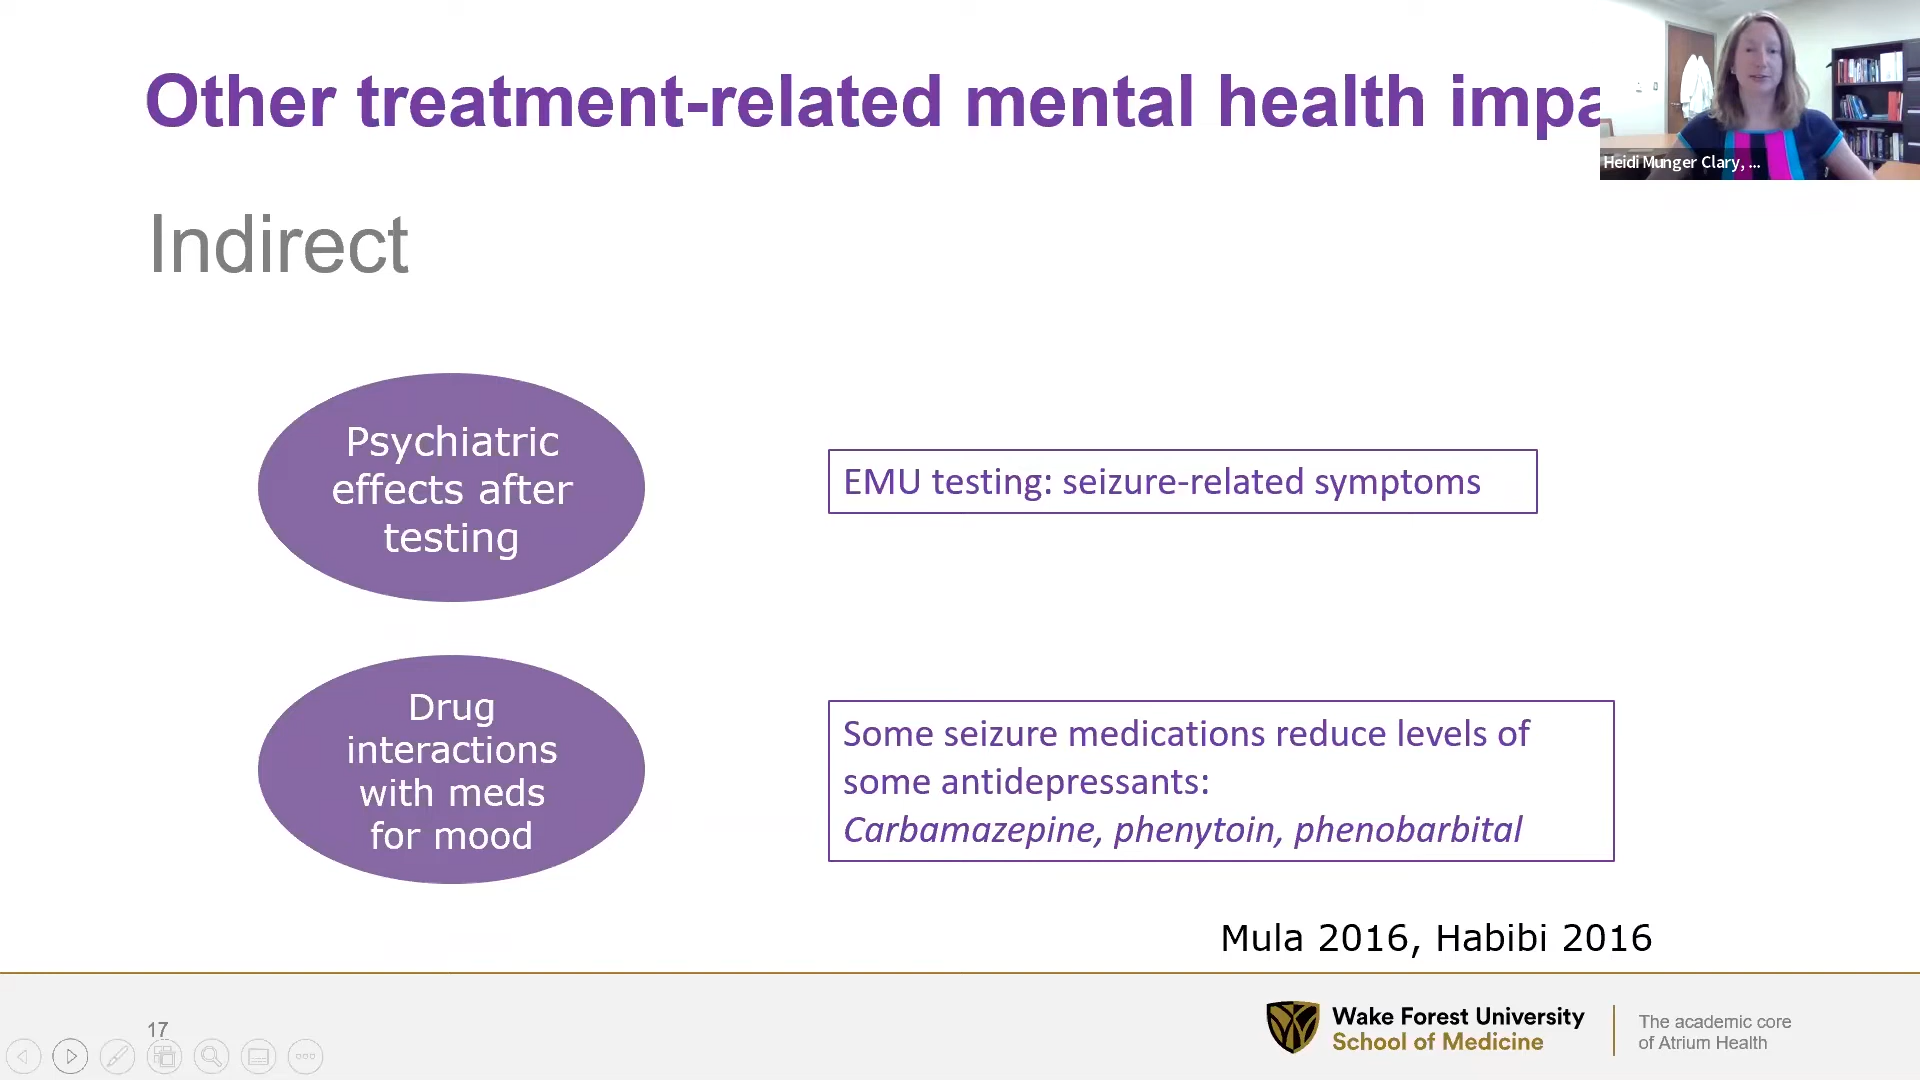 Other treatment-related mental health impa
Heidi Munger Clary, ...
Indirect
Psychiatric
effects after
testing
EMU testing: seizure-related symptoms
Drug
interactions
with meds
for mood
Some seizure medications reduce levels of
some antidepressants:
Carbamazepine, phenytoin, phenobarbital
Mula 2016, Habibi 2016
17
Wake Forest University
School of Medicine
The academic core
of Atrium Health